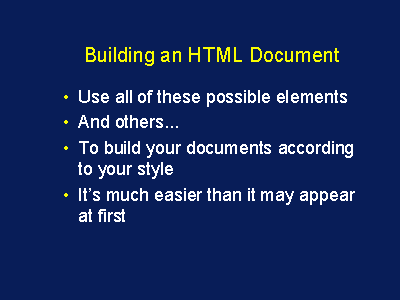 Building an HTML Document
• Use all of these possible elements
• And others...
• To build your documents according
to your style
• It's much easier than it may appear
at first